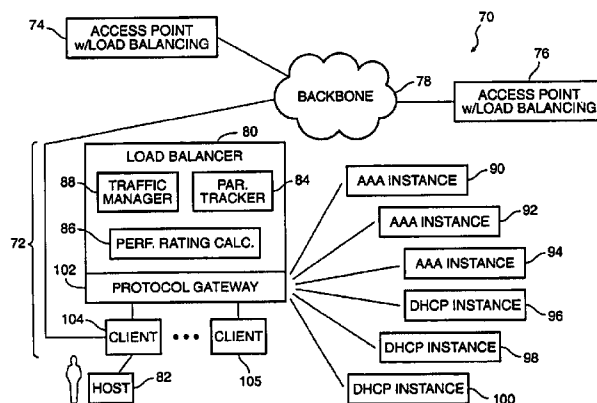 74
ACCESS POINT
w/LOAD BALANCING
70
76
BACKBONE
78
ACCESS POINT
w/LOAD BALANCING
80
LOAD BALANCER
88
TRAFFIC
MANAGER
PAR.
TRACKER
84
86
PERF. RATING CALC.
72
102
PROTOCOL GATEWAY
104
CLIENT
••• 
CLIENT
105
HOST
82
AAA INSTANCE
90
AAA INSTANCE
92
AAA INSTANCE
94
DHCP INSTANCE
96
DHCP INSTANCE
98
DHCP INSTANCE
100